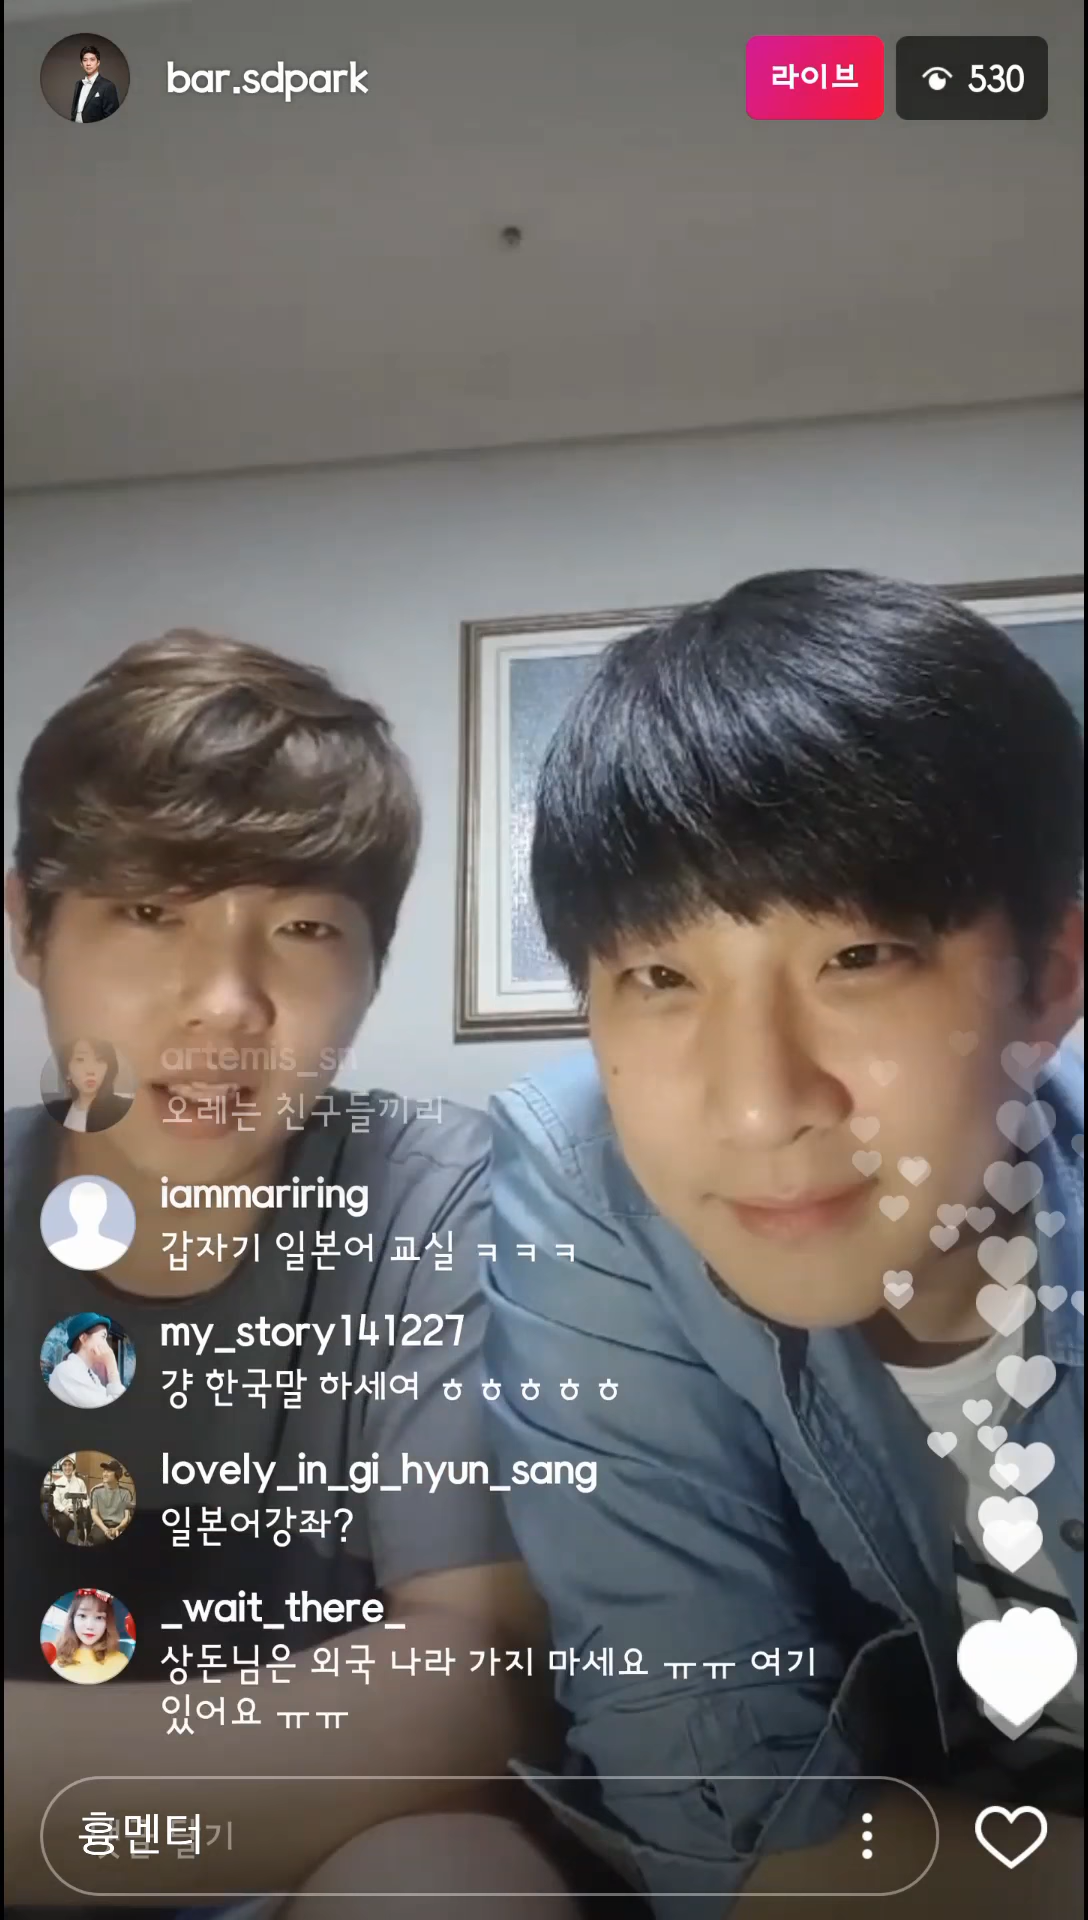 bar.sdpark
라이브
530
artemis_sn
오레는 친구들끼리
iammariring
갑자기 일본어 교실 ㅋㅋㅋ
my_story141227
걍 한국말 하세여 ㅎㅎㅎㅎㅎ
lovely_in_gi_hyun_sang
일본어강좌?
_wait_there_
상돈님은 외국 나라 가지 마세요 ㅠㅠ 여기
있어요 ㅠㅠ
흉멘터